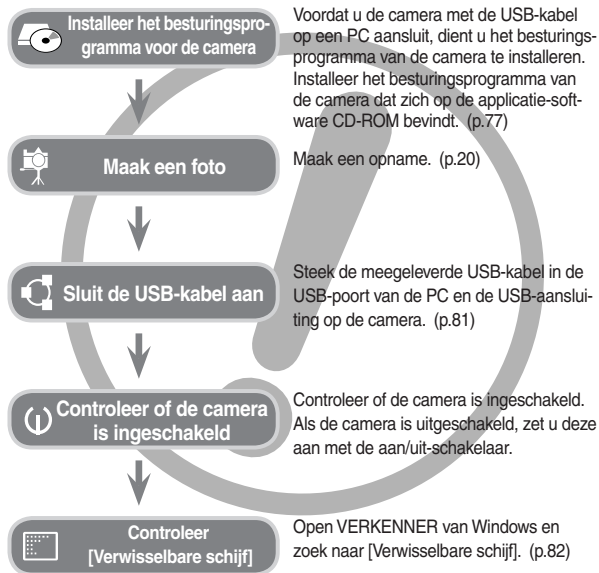 Installeer het besturingspro-
gramma voor de camera
Voordat u de camera met de USB-kabel
op een PC aansluit, dient u het besturings-
programma van de camera te installeren.
Installeer het besturingsprogramma van
de camera dat zich op de applicatie-soft-
ware CD-ROM bevindt. (p.77)
Maak een foto
Maak een opname. (p.20)
Sluit de USB-kabel aan
Steek de meegeleverde USB-kabel in de
USB-poort van de PC en de USB-aanslui-
ting op de camera. (p.81)
Controleer of de camera
is ingeschakeld
Controleer of de camera is ingeschakeld.
Als de camera is uitgeschakeld, zet u deze
aan met de aan/uit-schakelaar.
Controleer
[Verwisselbare schijf]
Open VERKENNER van Windows en
zoek naar [Verwisselbare schijf]. (p.82)